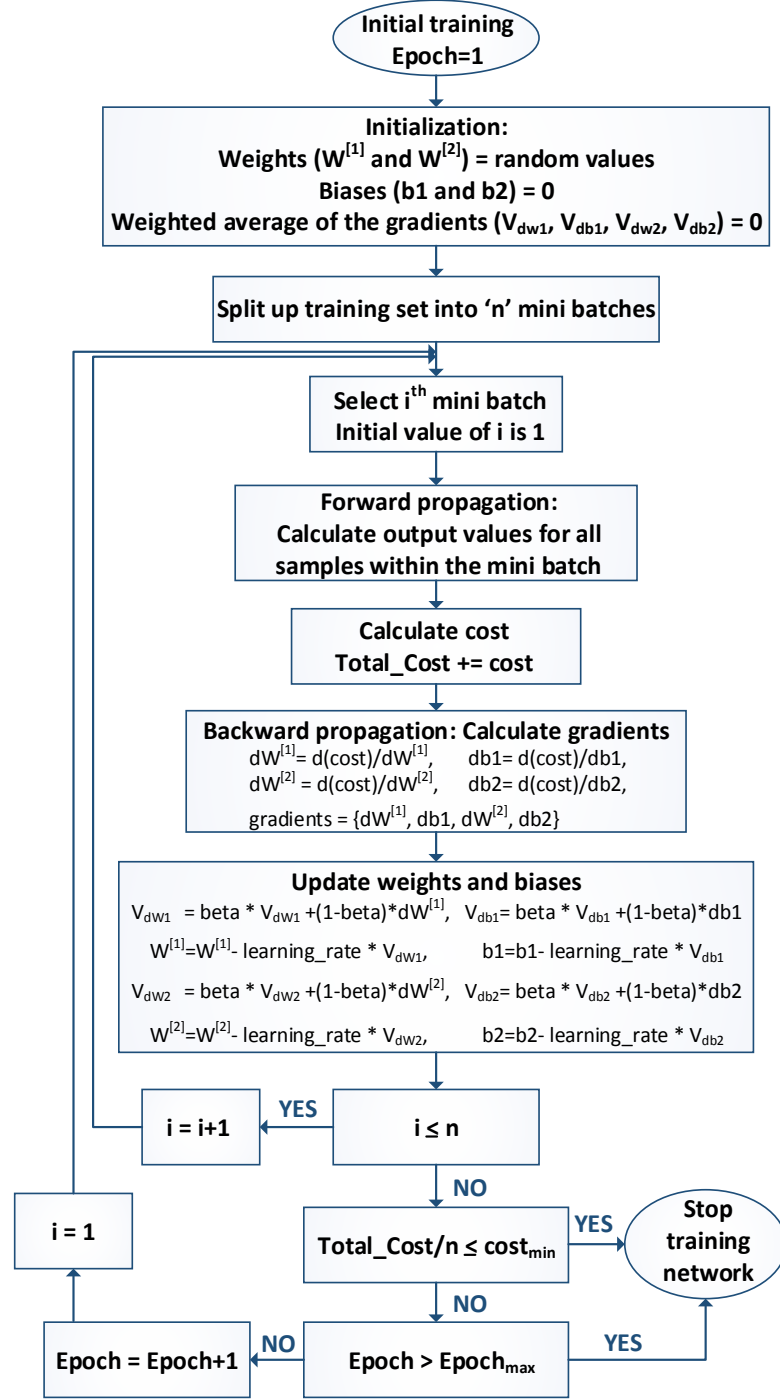 Initial training
Epoch=1
Initialization:
Weights (W[1] and W[2]) = random values
Biases (b1 and b2) = 0
Weighted average of the gradients (Vdw1, Vdb1, Vdw2, Vdb2) = 0
Split up training set into ‘n’ mini batches
Select ith mini batch
Initial value of i is 1
Forward propagation:
Calculate output values for all
samples within the mini batch
Calculate cost
Total_Cost += cost
Backward propagation: Calculate gradients
dW[1]= d(cost)/dW[1], db1= d(cost)/db1,
dW[2] = d(cost)/dW[2], db2= d(cost)/db2,
gradients = {dW[1], db1, dW[2], db2}
Update weights and biases
VdW1 = beta * VdW1 +(1-beta)*dW[1], Vdb1= beta * Vdb1 +(1-beta)*db1
W[1]=W[1]- learning_rate * VdW1, b1=b1- learning_rate * Vdb1
VdW2 = beta * VdW2 +(1-beta)*dW[2], Vdb2= beta * Vdb2 +(1-beta)*db2
W[2]=W[2]- learning_rate * VdW2, b2=b2- learning_rate * Vdb2
i = i+1
YES
i ≤ n
NO
i = 1
Total_Cost/n ≤ costmin
YES
Stop
training
network
NO
Epoch = Epoch+1
NO
Epoch > Epochmax
YES